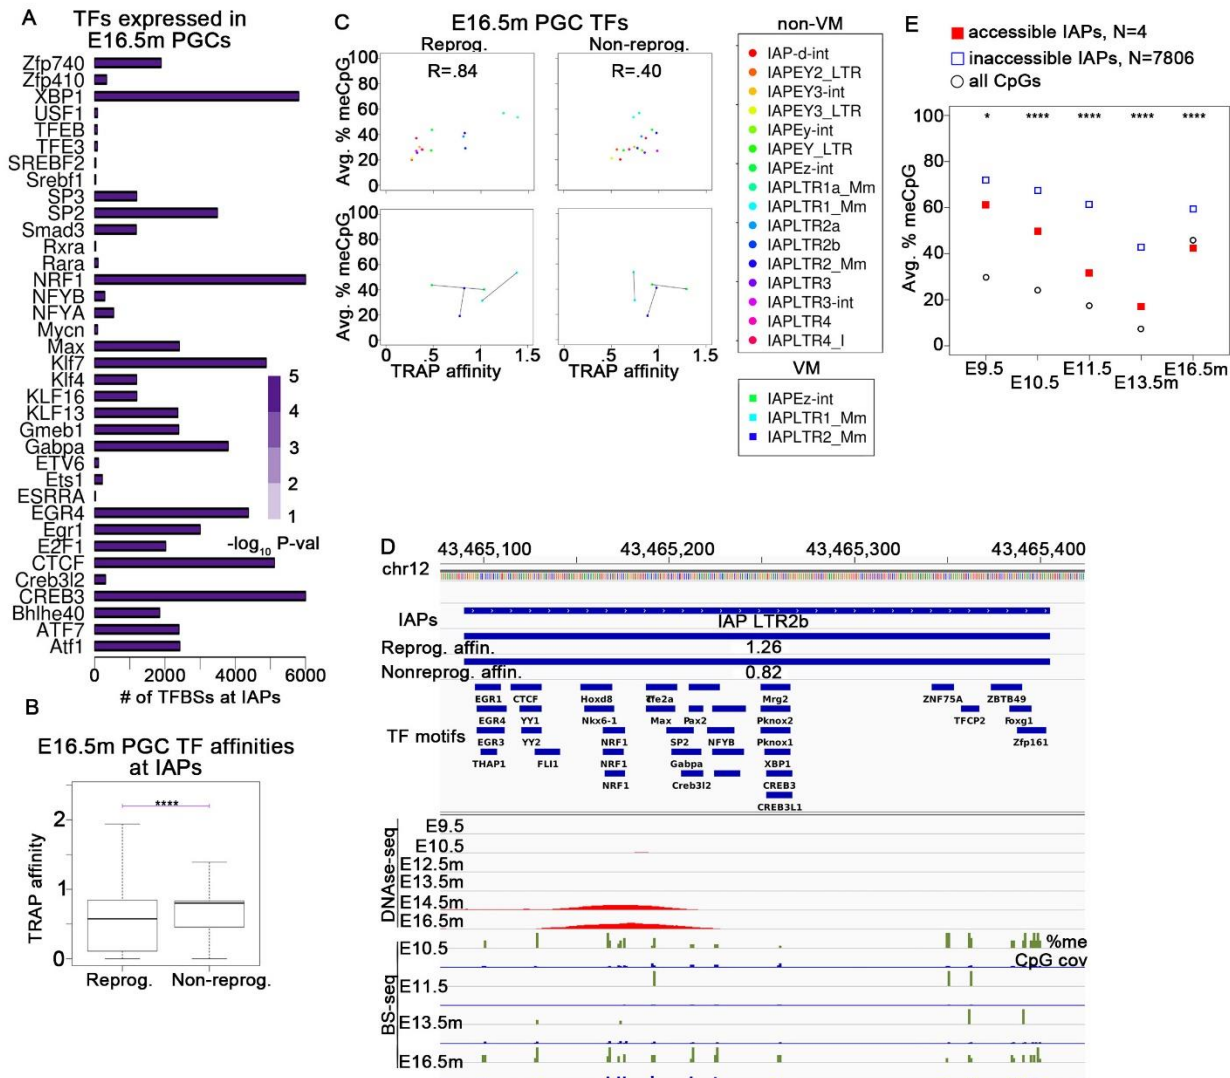 A
TFs expressed in
E16.5m PGCs
Zfp740
Zfp410
XBP1
USF1
TFEB
TFE3
SREBF2
Srebf1
SP3
SP2
Smad3
Rxra
Rara
NRF1
NFYB
NFYA
Mycn
Max
Klf7
Klf4
KLF16
KLF13
Gmeb1
Gabpa
ETV6
Ets1
ESRRA
EGR4
Egr1
E2F1
CTCF
Creb3l2
CREB3
Bhlhe40
ATF7
Atf1
5
4
3
2
1
-log10 P-val
0 2000 4000 6000
# of TFBSs at IAPs
B
E16.5m PGC TF affinities
at IAPs
****
TRAP affinity
2
1
0
Reprog. Non-reprog.
C
E16.5m PGC TFs
Reprog. Non-reprog.
R=.84 R=.40
Avg. % meCpG
100
80
60
40
20
0
Avg. % meCpG
100
80
60
40
20
0
0 .5 1 1.5 0 .5 1 1.5
TRAP affinity TRAP affinity
non-VM
IAP-d-int
IAPEY2_LTR
IAPEY3-int
IAPEY3_LTR
IAPEy-int
IAPEY_LTR
IAPEz-int
IAPLTR1a_Mm
IAPLTR1_Mm
IAPLTR2a
IAPLTR2b
IAPLTR2_Mm
IAPLTR3
IAPLTR3-int
IAPLTR4
IAPLTR4_I
VM
IAPEz-int
IAPLTR1_Mm
IAPLTR2_Mm
E
accessible IAPs, N=4
inaccessible IAPs, N=7806
all CpGs
Avg. % meCpG
100
80
60
40
20
0
* **** **** **** ****
E9.5 E10.5 E11.5 E13.5m E16.5m
D
43,465,100 43,465,200 43,465,300 43,465,400
chr12
IAPs
IAP LTR2b
Reprog. affin. 1.26
Nonreprog. affin. 0.82
TF motifs
EGR1 CTCF Hoxd8 Tfe2a Mrg2 ZNF75A ZBTB49
EGR4 YY1 Nkx6-1 Max Pax2 Pknox2 TFCP2 Foxg1
EGR3 YY2 NRF1 SP2 NFYB Pknox1 Zfp161
THAP1 FLI1 NRF1 Gabpa XBP1
NRF1 Creb3l2 CREB3
CREB3L1
DNAse-seq
E9.5
E10.5
E12.5m
E13.5m
E14.5m
E16.5m
BS-seq
E10.5 %me
CpG cov
E11.5
E13.5m
E16.5m